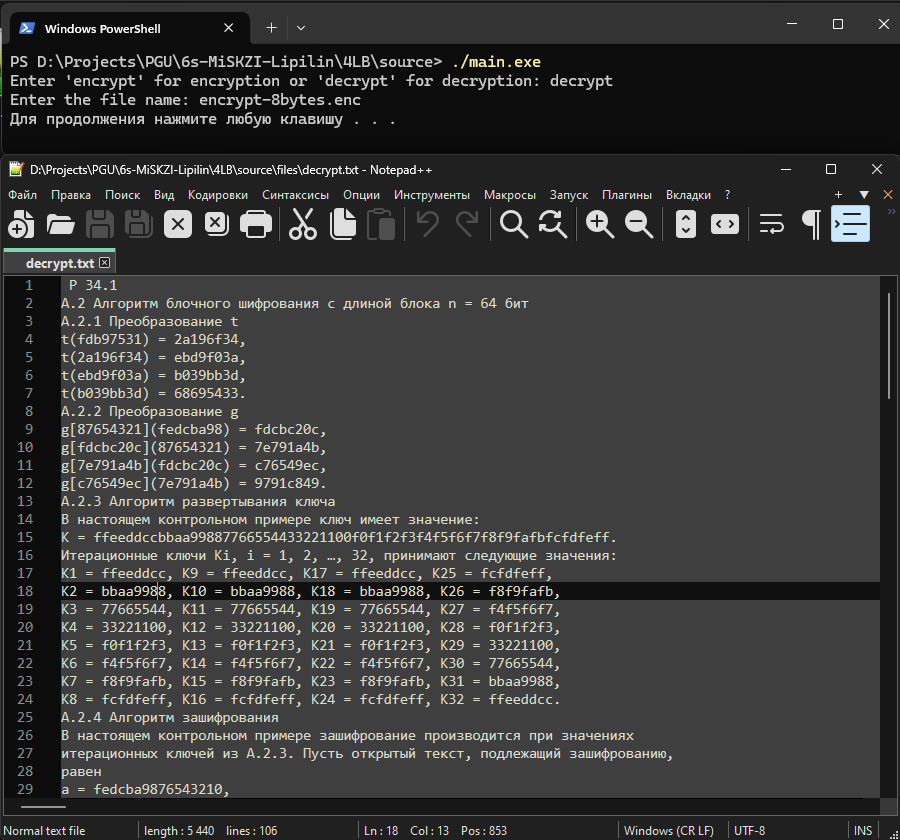 Windows PowerShell
PS D:\Projects\PGU\6s-MiSKZI-Lipilin\4LB\source> ./main.exe
Enter 'encrypt' for encryption or 'decrypt' for decryption: decrypt
Enter the file name: encrypt-8bytes.enc
Для продолжения нажмите любую клавишу . . .
D:\Projects\PGU\6s-MiSKZI-Lipilin\4LB\source\files\decrypt.txt - Notepad++
Файл Правка Поиск Вид Кодировки Синтаксисы Опции Инструменты Макросы Запуск Плагины Вкладки ?
decrypt.txt
1 Р 34.1
2 А.2 Алгоритм блочного шифрования с длиной блока n = 64 бит
3 А.2.1 Преобразование t
4 t(fdb97531) = 2a196f34,
5 t(2a196f34) = ebd9f03a,
6 t(ebd9f03a) = b039bb3d,
7 t(b039bb3d) = 68695433.
8 А.2.2 Преобразование g
9 g[87654321](fedcba98) = fdcbc20c,
10 g[fdcbc20c](87654321) = 7e791a4b,
11 g[7e791a4b](fdcbc20c) = c76549ec,
12 g[c76549ec](7e791a4b) = 9791c849.
13 А.2.3 Алгоритм развертывания ключа
14 В настоящем контрольном примере ключ имеет значение:
15 K = ffeeddccbbaa99887766554433221100f0f1f2f3f4f5f6f7f8f9fafbfcfdfeff.
16 Итерационные ключи Ki, i = 1, 2, …, 32, принимают следующие значения:
17 K1 = ffeeddcc, K9 = ffeeddcc, K17 = ffeeddcc, K25 = fcfdfeff,
18 K2 = bbaa9988, K10 = bbaa9988, K18 = bbaa9988, K26 = f8f9fafb,
19 K3 = 77665544, K11 = 77665544, K19 = 77665544, K27 = f4f5f6f7,
20 K4 = 33221100, K12 = 33221100, K20 = 33221100, K28 = f0f1f2f3,
21 K5 = f0f1f2f3, K13 = f0f1f2f3, K21 = f0f1f2f3, K29 = 33221100,
22 K6 = f4f5f6f7, K14 = f4f5f6f7, K22 = f4f5f6f7, K30 = 77665544,
23 K7 = f8f9fafb, K15 = f8f9fafb, K23 = f8f9fafb, K31 = bbaa9988,
24 K8 = fcfdfeff, K16 = fcfdfeff, K24 = fcfdfeff, K32 = ffeeddcc.
25 А.2.4 Алгоритм зашифрования
26 В настоящем контрольном примере зашифрование производится при значениях
27 итерационных ключей из А.2.3. Пусть открытый текст, подлежащий зашифрованию,
28 равен
29 a = fedcba9876543210,
Normal text file length : 5 440 lines : 106 Ln : 18 Col : 13 Pos : 853 Windows (CR LF) UTF-8 INS